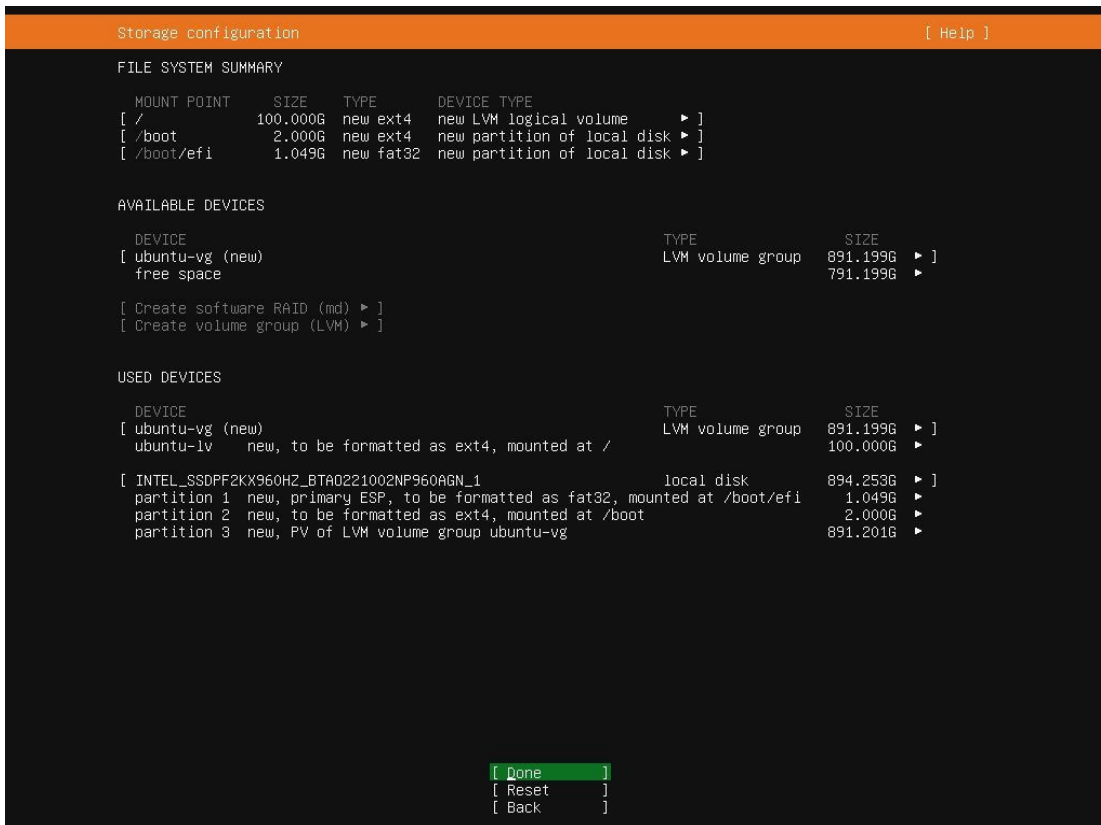 Storage configuration [ Help ]
FILE SYSTEM SUMMARY
MOUNT POINT SIZE TYPE DEVICE TYPE
[ / 100.000G new ext4 new LVM logical volume ▸ ]
[ /boot 2.000G new ext4 new partition of local disk ▸ ]
[ /boot/efi 1.049G new fat32 new partition of local disk ▸ ]
AVAILABLE DEVICES
DEVICE TYPE SIZE
[ ubuntu-vg (new) LVM volume group 891.199G ▸ ]
free space 791.199G ▸
[ Create software RAID (md) ▸ ]
[ Create volume group (LVM) ▸ ]
USED DEVICES
DEVICE TYPE SIZE
[ ubuntu-vg (new) LVM volume group 891.199G ▸ ]
ubuntu-lv new, to be formatted as ext4, mounted at / 100.000G ▸
[ INTEL_SSDPF2KX960HZ_BTAO221002NP960AGN_1 local disk 894.253G ▸ ]
partition 1 new, primary ESP, to be formatted as fat32, mounted at /boot/efi 1.049G ▸
partition 2 new, to be formatted as ext4, mounted at /boot 2.000G ▸
partition 3 new, PV of LVM volume group ubuntu-vg 891.201G ▸
[ Done ]
[ Reset ]
[ Back ]